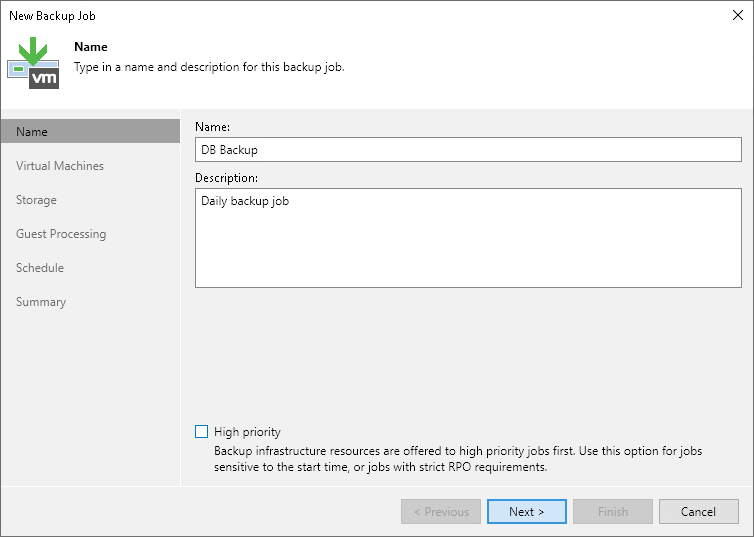 New Backup Job
Name
Type in a name and description for this backup job.
vm
Name
Virtual Machines
Storage
Guest Processing
Schedule
Summary
Name:
DB Backup
Description:
Daily backup job
High priority
Backup infrastructure resources are offered to high priority jobs first. Use this option for jobs
sensitive to the start time, or jobs with strict RPO requirements.
< Previous
Next >
Finish
Cancel